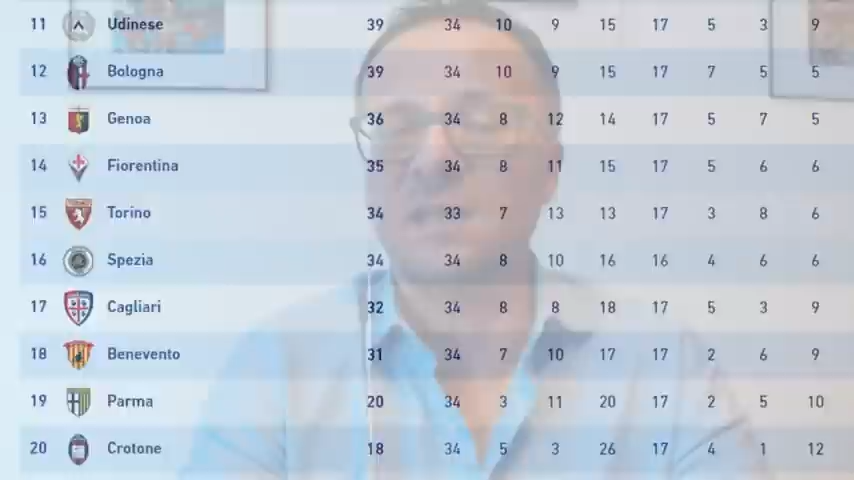 11 Udinese 39 34 10 9 15 17 5 3 9
12 Bologna 39 34 10 9 15 17 7 5 5
13 Genoa 36 34 8 12 14 17 5 7 5
14 Fiorentina 35 34 8 11 15 17 5 6 6
15 Torino 34 33 7 13 13 17 3 8 6
16 Spezia 34 34 8 10 16 16 4 6 6
17 Cagliari 32 34 8 8 18 17 5 3 9
18 Benevento 31 34 7 10 17 17 2 6 9
19 Parma 20 34 3 11 20 17 2 5 10
20 Crotone 18 34 5 3 26 17 4 1 12